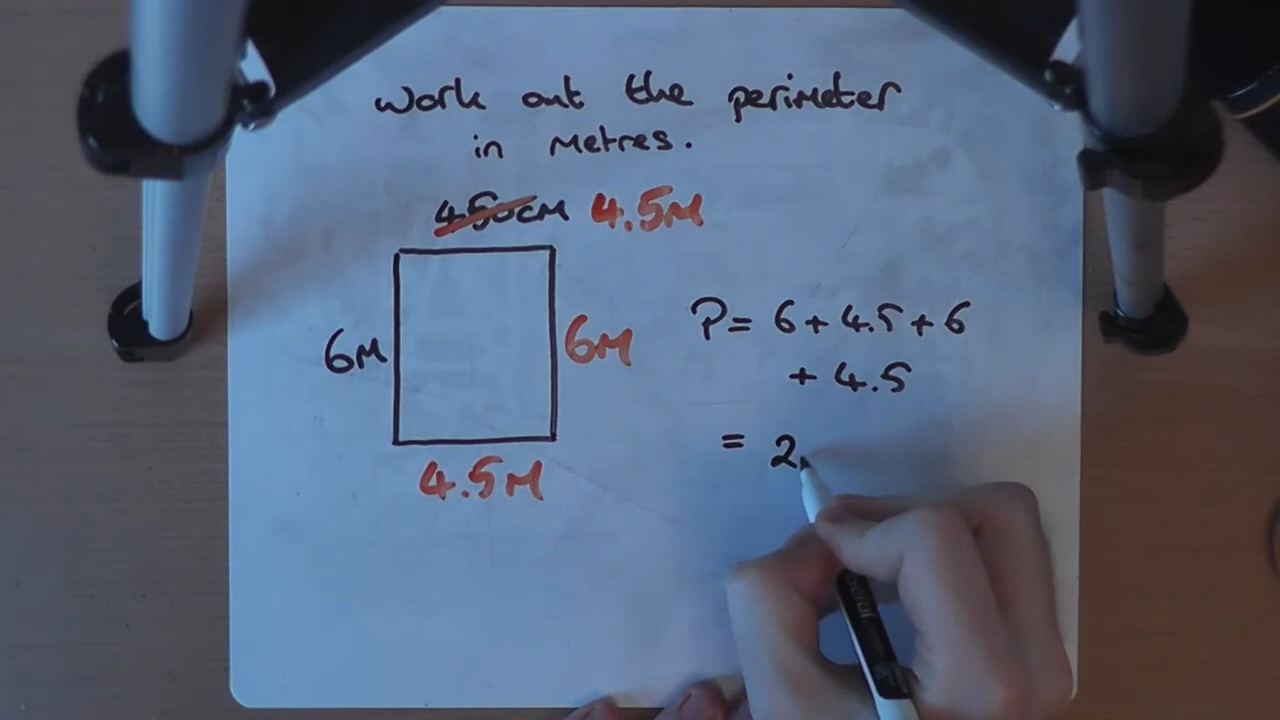 Work out the perimeter
in Metres.
450cM 4.5M
P= 6+4.5+6
6M 6M
+ 4.5
= 2
4.5M